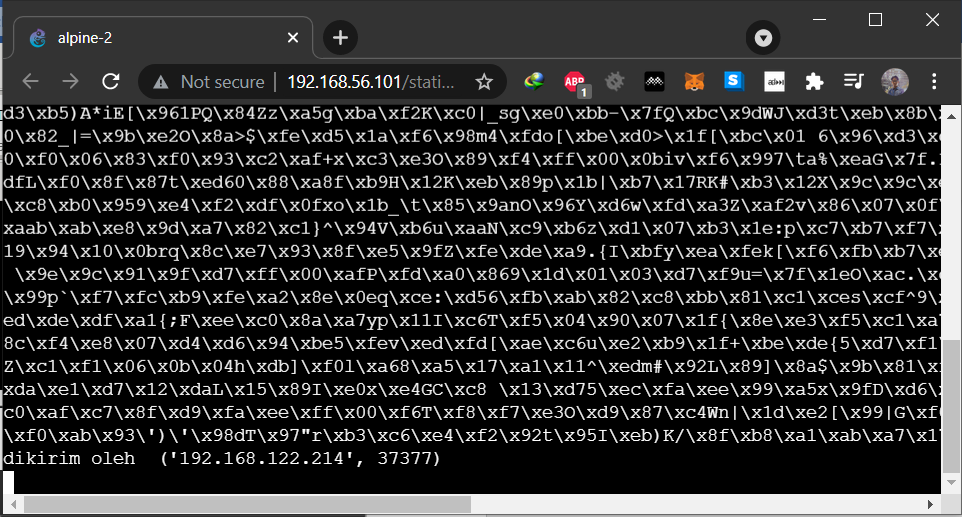 alpine-2
Not secure
192.168.56.101/stati...
ABP
1
d3\xb5)A*iE[\x961PQ\x84Zz\xa5g\xba\xf2K\xc0|_sg\xe0\xbb-\x7fQ\xbc\x9dWJ\xd3t\xeb\x8b\
0\x82_|=\x9b\xe2O\x8a>$\xfe\xd5\x1a\xf6\x98m4\xfdo[\xbe\xd0>\x1f[\xbc\x01 6\x96\xd3\
0\xf0\x06\x83\xf0\x93\xc2\xaf+x\xc3\xe3O\x89\xf4\xff\x00\x0biv\xf6\x997\ta%\xeaG\x7f.
dfL\xf0\x8f\x87t\xed60\x88\xa8f\xb9H\x12K\xeb\x89p\x1b|\xb7\x17RK#\xb3\x12X\x9c\x9c\
\xc8\xb0\x959\xe4\xf2\xdf\x0fxo\x1b_\t\x85\x9anO\x96Y\xd6w\xfd\xa3Z\xaf2v\x86\x07\x0f\
xaab\xab\xe8\x9d\xa7\x82\xc1}^\x94V\xb6u\xaaN\xc9\xb6z\xd1\x07\xb3\x1e:p\xc7\xb7\xf7\
19\x94\x10\x0brq\x8c\xe7\x93\x8f\xe5\x9fZ\xfe\xde\xa9.{I\xbfy\xea\xfek[\xf6\xfb\xb7\
\x9e\x9c\x91\x9f\xd7\xff\x00\xafP\xfd\xa0\x869\x1d\x01\x03\xd7\xf9u=\x7f\x1eO\xac.\
\x99p`\xf7\xfc\xb9\xfe\xa2\x8e\x0eq\xce:\xd56\xfb\xab\x82\xc8\xbb\x81\xc1\xces\xcf^9\
ed\xde\xdf\xa1{;F\xee\xc0\x8a\xa7yp\x11I\xc6T\xf5\x04\x90\x07\x1f{\x8e\xe3\xf5\xc1\xa
8c\xf4\xe8\x07\xd4\xd6\x94\xbe5\xfev\xed\xfd[\xae\xc6u\xe2\xb9\x1f+\xbe\xde{5\xd7\xf1
Z\xc1\xf1\x06\x0b\x04h\xdb]\xf0l\xa68\xa5\x17\xa1\x11^\xedm#\x92L\x89]\x8a$\x9b\x81\
xda\xe1\xd7\x12\xdaL\x15\x89I\xe0x\xe4GC\xc8 \x13\xd75\xec\xfa\xee\x99\xa5x\x9fD\xd6\
c0\xaf\xc7\x8f\xd9\xfa\xee\xff\x00\xf6T\xf8\xf7\xe3O\xd9\x87\xc4Wn|\x1d\xe2[\x99|G\xf
\xf0\xab\x93\')\'\x98dT\x97"r\xb3\xc6\xe4\xf2\x92t\x95I\xeb)K/\x8f\xb8\xa1\xab\xa7\x1
dikirim oleh  ('192.168.122.214', 37377)